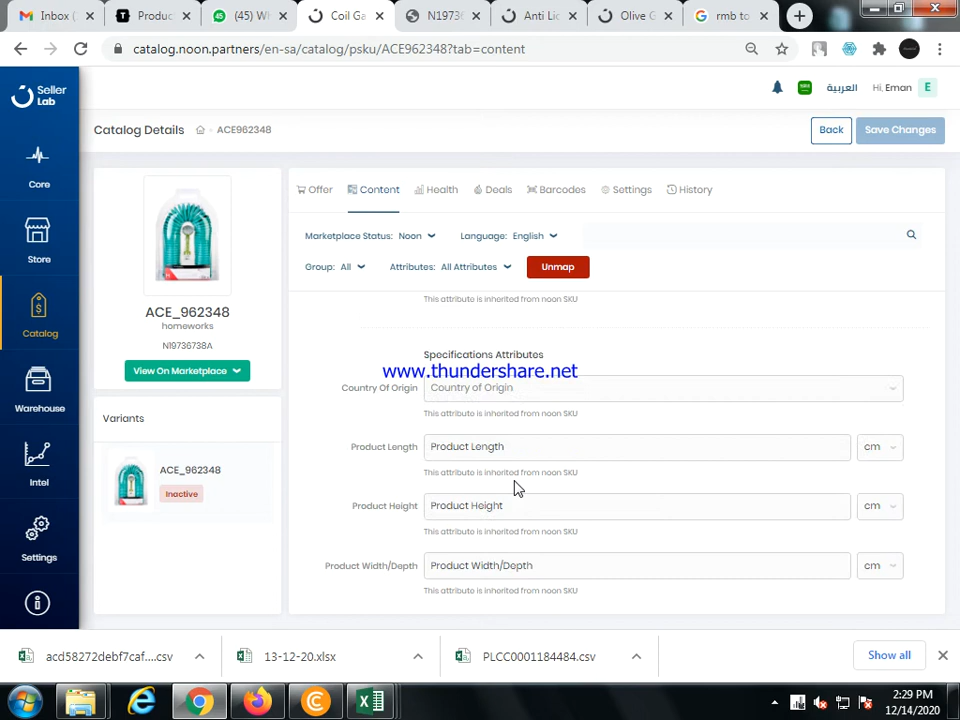 Inbox (
Produc
(45) W
Coil Ga
N1973
Anti Lic
Olive G
rmb to
catalog.noon.partners/en-sa/catalog/psku/ACE962348?tab=content
Seller
Lab
العربية
Hi, Eman
E
Catalog Details
ACE962348
Back
Save Changes
Core
Store
Catalog
Warehouse
Intel
Settings
ACE_962348
homeworks
N19736738A
View On Marketplace
Variants
ACE_962348
Inactive
Offer
Content
Health
Deals
Barcodes
Settings
History
Marketplace Status: Noon
Language: English
Group: All
Attributes: All Attributes
Unmap
This attribute is inherited from noon SKU
Specifications Attributes
www.thundershare.net
Country Of Origin
Country of Origin
This attribute is inherited from noon SKU
Product Length
Product Length
cm
This attribute is inherited from noon SKU
Product Height
Product Height
cm
This attribute is inherited from noon SKU
Product Width/Depth
Product Width/Depth
cm
This attribute is inherited from noon SKU
acd58272debf7caf....csv
13-12-20.xlsx
PLCC0001184484.csv
Show all
2:29 PM
12/14/2020